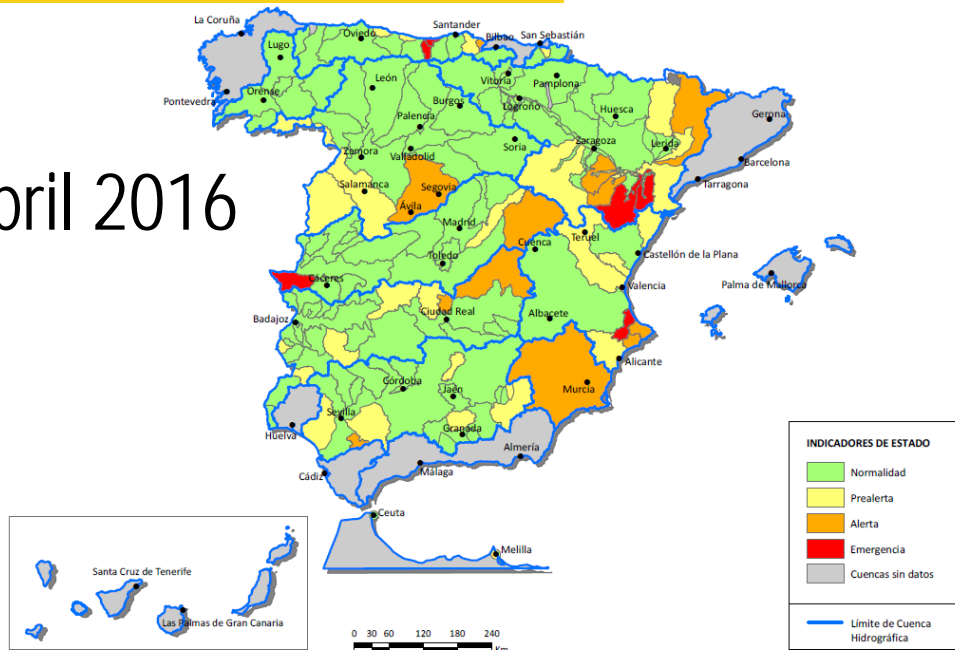 La Coruña
Lugo
Oviedo
Santander
Bilbao
San Sebastián
León
Vitoria
Pamplona
Pontevedra
Orense
Burgos
Logroño
Huesca
Palencia
Gerona
Zamora
Valladolid
Soria
Zaragoza
Lerida
Barcelona
Tarragona
Salamanca
Segovia
Ávila
bril 2016
Madrid
Cuenca
Teruel
Castellón de la Plana
Toledo
Cáceres
Valencia
Palma de Mallorca
Badajoz
Ciudad Real
Albacete
Alicante
Córdoba
Jaén
Murcia
Sevilla
Huelva
Granada
Almería
Cádiz
Málaga
Ceuta
Melilla
Santa Cruz de Tenerife
Las Palmas de Gran Canaria
0 30 60 120 180 240
Km
INDICADORES DE ESTADO
Normalidad
Prealerta
Alerta
Emergencia
Cuencas sin datos
Límite de Cuenca
Hidrográfica